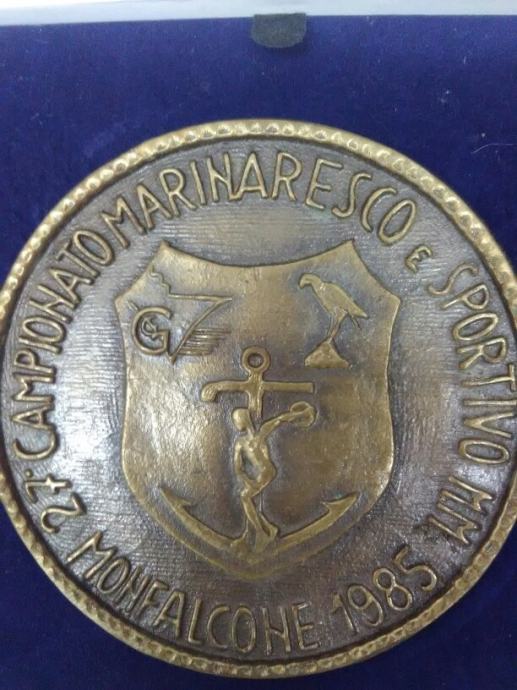 27° CAMPIONATO MARINARESCO E SPORTIVO MM
MONFALCONE 1985